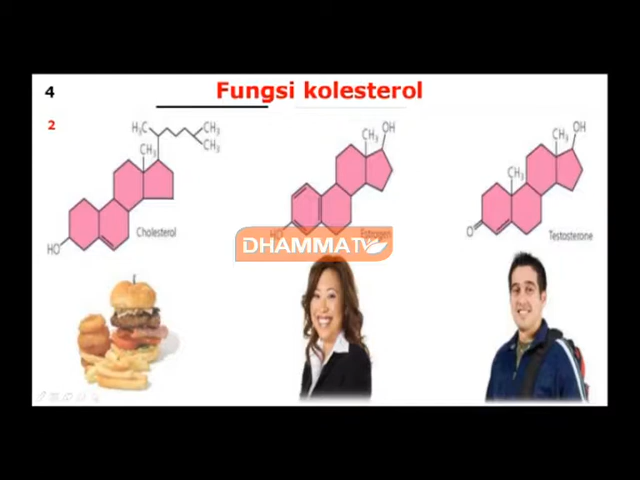 4
Fungsi kolesterol
2
H₃C
CH₃
CH₃
CH₃
HO
Cholesterol
OH
CH₃
HO
Estrogen
DHAMMATV
OH
CH₃
CH₃
O
Testosterone